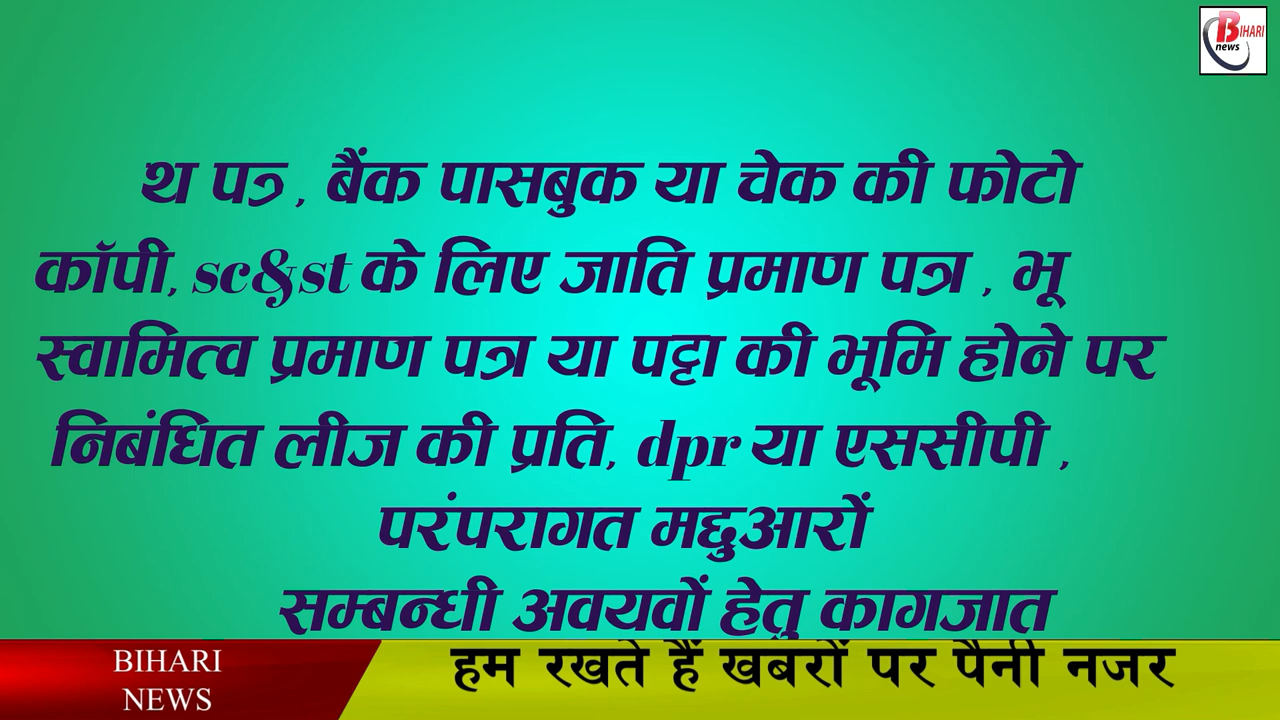 BIHARI
news
थ पत्र , बैंक पासबुक या चेक की फोटो
कॉपी, sc&st के लिए जाति प्रमाण पत्र , भू
स्वामित्व प्रमाण पत्र या पट्टा की भूमि होने पर
निबंधित लीज की प्रति, dpr या एससीपी ,
परंपरागत मछुआरों
सम्बन्धी अवयवों हेतु कागजात
BIHARI
NEWS
हम रखते हैं खबरों पर पैनी नजर